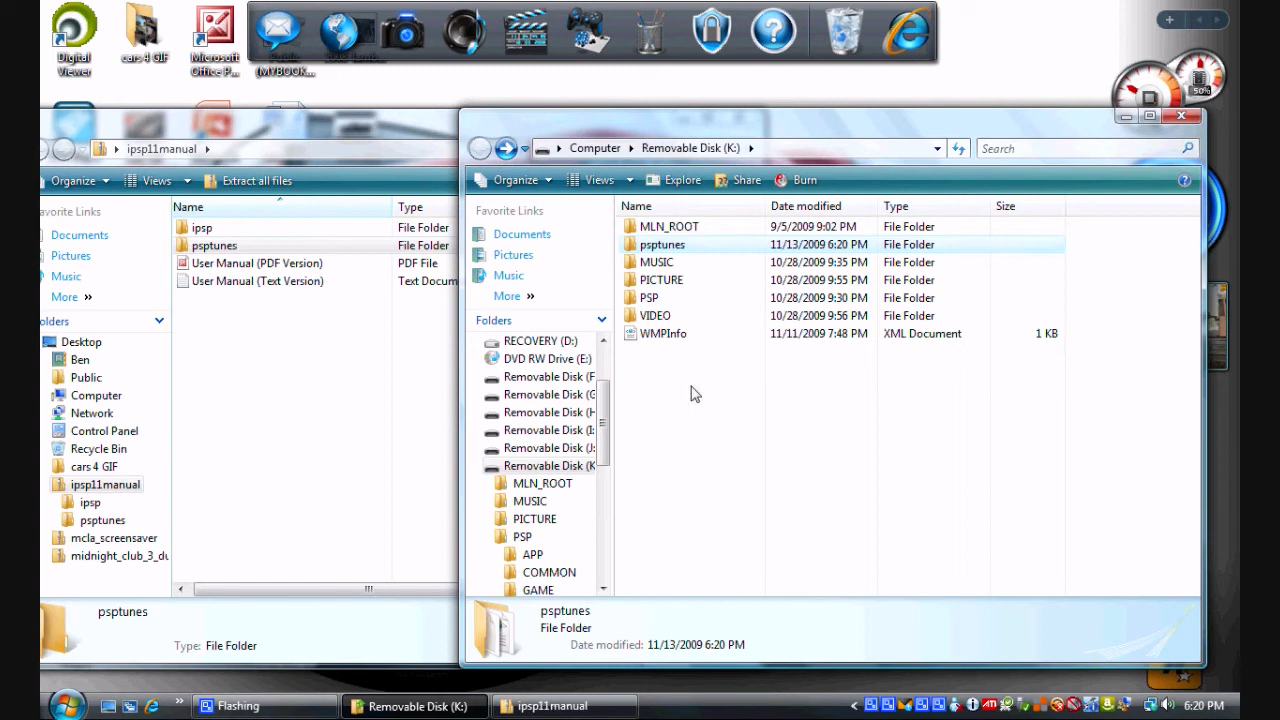 Digital
Viewer
cars 4 GIF
Microsoft
Office P...
(MYBOOK...
50%
ipsp11manual
Organize
Views
Extract all files
avorite Links
Documents
Pictures
Music
More »
olders
Desktop
Ben
Public
Computer
Network
Control Panel
Recycle Bin
cars 4 GIF
ipsp11manual
ipsp
psptunes
mcla_screensaver
midnight_club_3_du
Name Type
ipsp File Folder
psptunes File Folder
User Manual (PDF Version) PDF File
User Manual (Text Version) Text Docum
psptunes
Type: File Folder
Computer Removable Disk (K:)
Search
Organize Views Explore Share Burn
Favorite Links
Documents
Pictures
Music
More »
Folders
RECOVERY (D:)
DVD RW Drive (E:)
Removable Disk (F
Removable Disk (G
Removable Disk (H
Removable Disk (I:
Removable Disk (J:
Removable Disk (K
MLN_ROOT
MUSIC
PICTURE
PSP
APP
COMMON
GAME
Name Date modified Type Size
MLN_ROOT 9/5/2009 9:02 PM File Folder
psptunes 11/13/2009 6:20 PM File Folder
MUSIC 10/28/2009 9:35 PM File Folder
PICTURE 10/28/2009 9:55 PM File Folder
PSP 10/28/2009 9:30 PM File Folder
VIDEO 10/28/2009 9:56 PM File Folder
WMPInfo 11/11/2009 7:48 PM XML Document 1 KB
psptunes
File Folder
Date modified: 11/13/2009 6:20 PM
Flashing
Removable Disk (K:)
ipsp11manual
6:20 PM